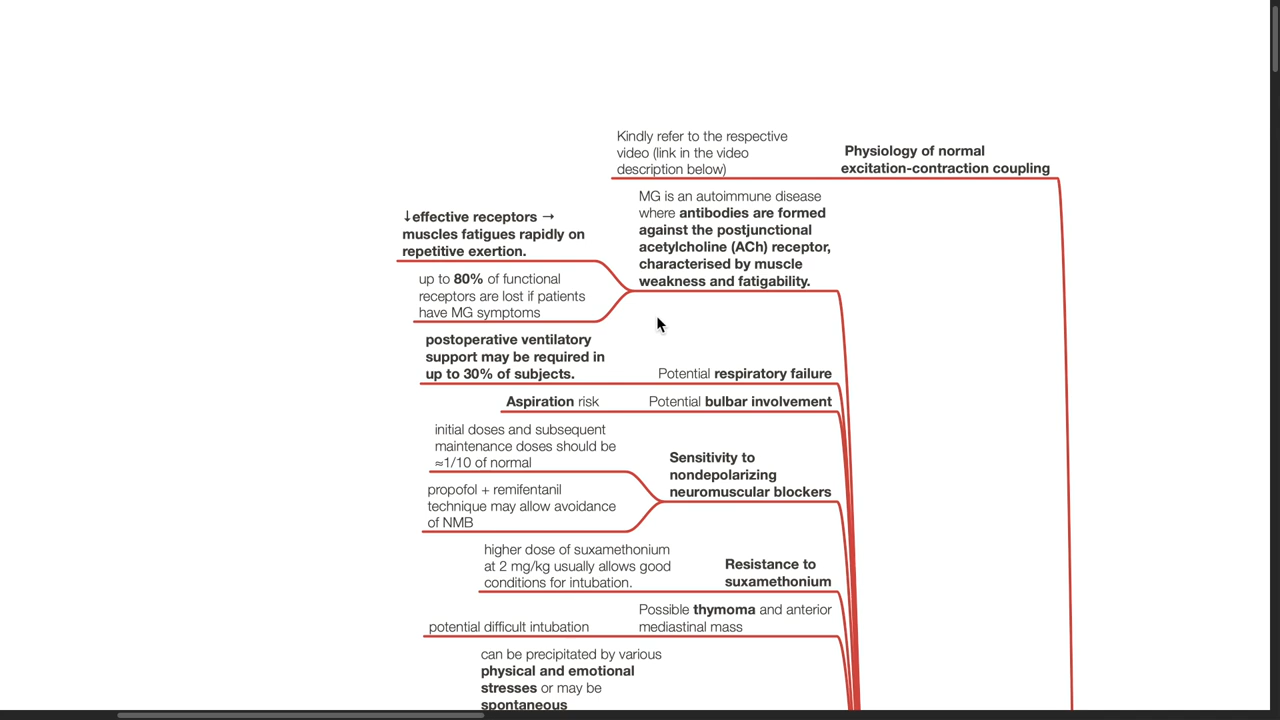 Kindly refer to the respective
video (link in the video
description below)
Physiology of normal
excitation-contraction coupling
MG is an autoimmune disease
where antibodies are formed
against the postjunctional
acetylcholine (ACh) receptor,
characterised by muscle
weakness and fatigability.
↓effective receptors →
muscles fatigues rapidly on
repetitive exertion.
up to 80% of functional
receptors are lost if patients
have MG symptoms
postoperative ventilatory
support may be required in
up to 30% of subjects.
Potential respiratory failure
Aspiration risk
Potential bulbar involvement
initial doses and subsequent
maintenance doses should be
≈1/10 of normal
propofol + remifentanil
technique may allow avoidance
of NMB
Sensitivity to
nondepolarizing
neuromuscular blockers
higher dose of suxamethonium
at 2 mg/kg usually allows good
conditions for intubation.
Resistance to
suxamethonium
potential difficult intubation
Possible thymoma and anterior
mediastinal mass
can be precipitated by various
physical and emotional
stresses or may be
spontaneous